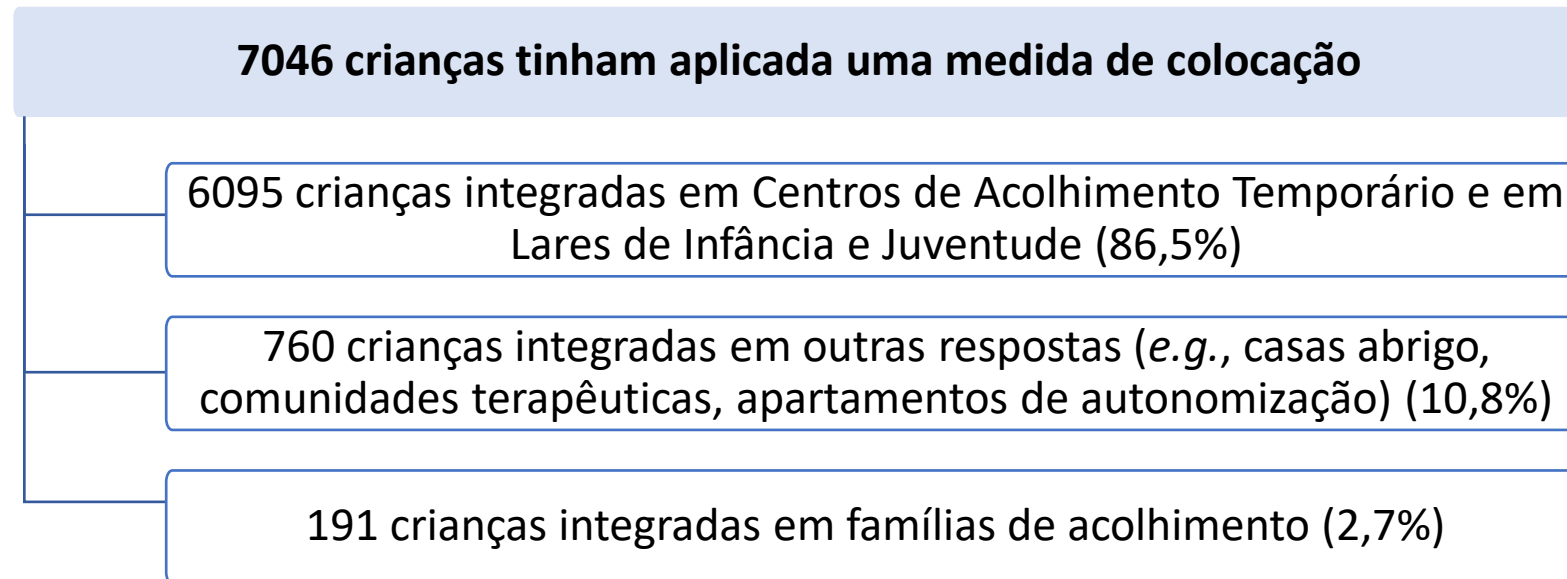 7046 crianças tinham aplicada uma medida de colocação
6095 crianças integradas em Centros de Acolhimento Temporário e em
Lares de Infância e Juventude (86,5%)
760 crianças integradas em outras respostas (e.g., casas abrigo,
comunidades terapêuticas, apartamentos de autonomização) (10,8%)
191 crianças integradas em famílias de acolhimento (2,7%)